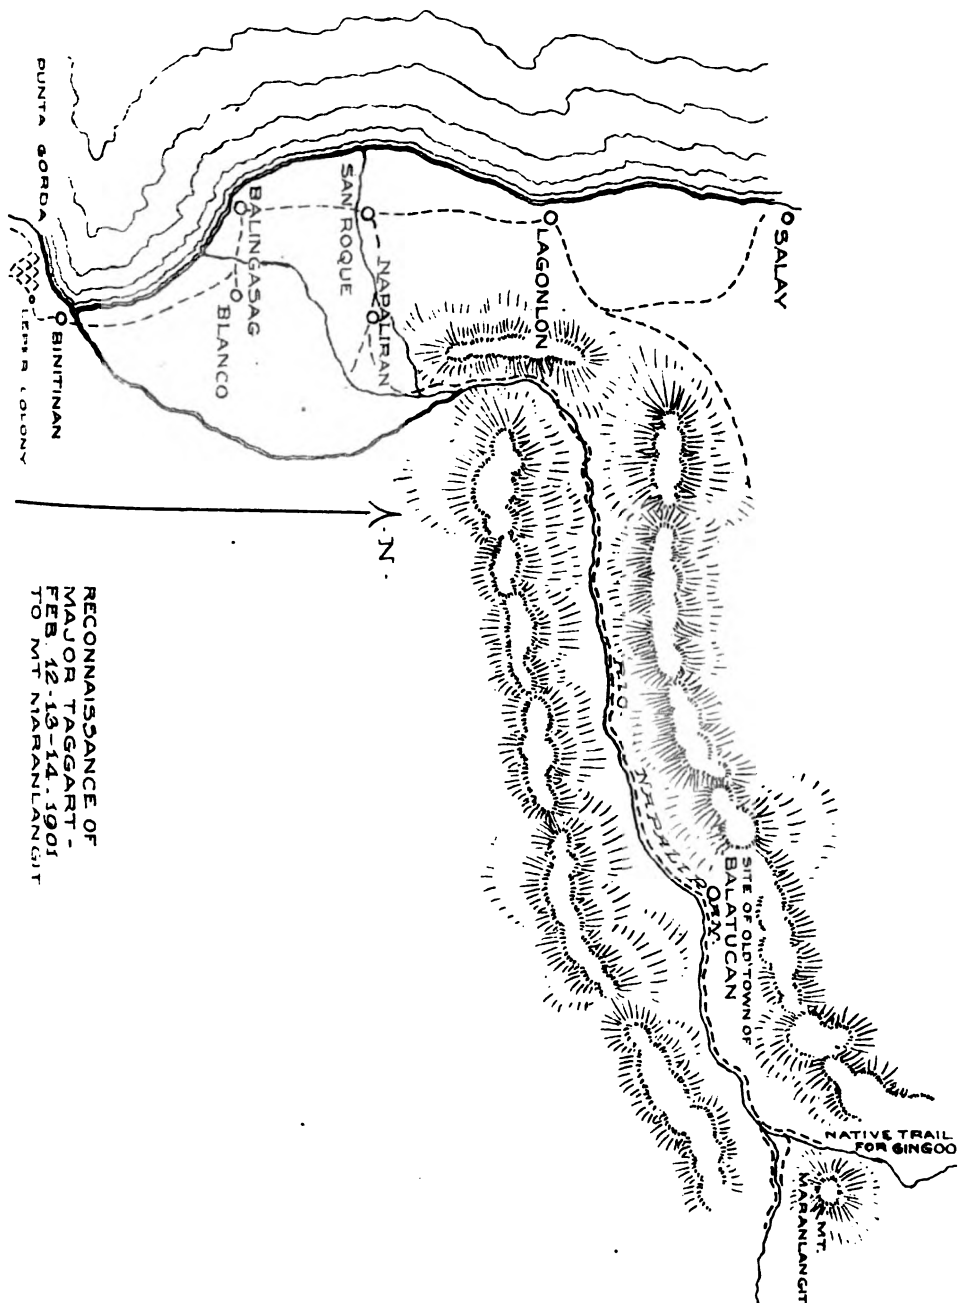 PUNTA GORDA
LEPER COLONY
BINITINAN
BALINGASAG
BLANCO
SAN ROQUE
NAPALIRAN
LAGONLON
SALAY
N.
RIO. NAPALIRAN.
SITE OF OLD TOWN OF
BALATUCAN
NATIVE TRAIL
FOR GINGOO
MT.
MARANLANGIT
RECONNAISSANCE OF
MAJOR TAGGART -
FEB. 12-13-14. 1901
TO MT MARANLANGIT